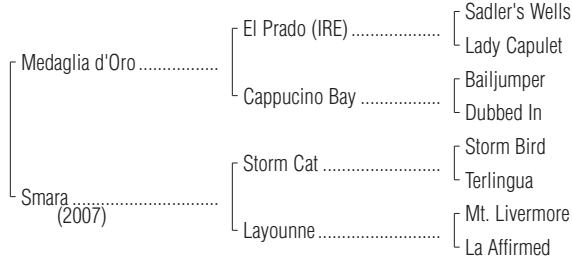 Sadler's Wells
El Prado (IRE) .....................
Lady Capulet
Medaglia d'Oro ................
Bailjumper
Cappucino Bay ...................
Dubbed In
Storm Bird
Storm Cat ............................
Terlingua
Smara .............................
(2007)
Mt. Livermore
Layounne .............................
La Affirmed